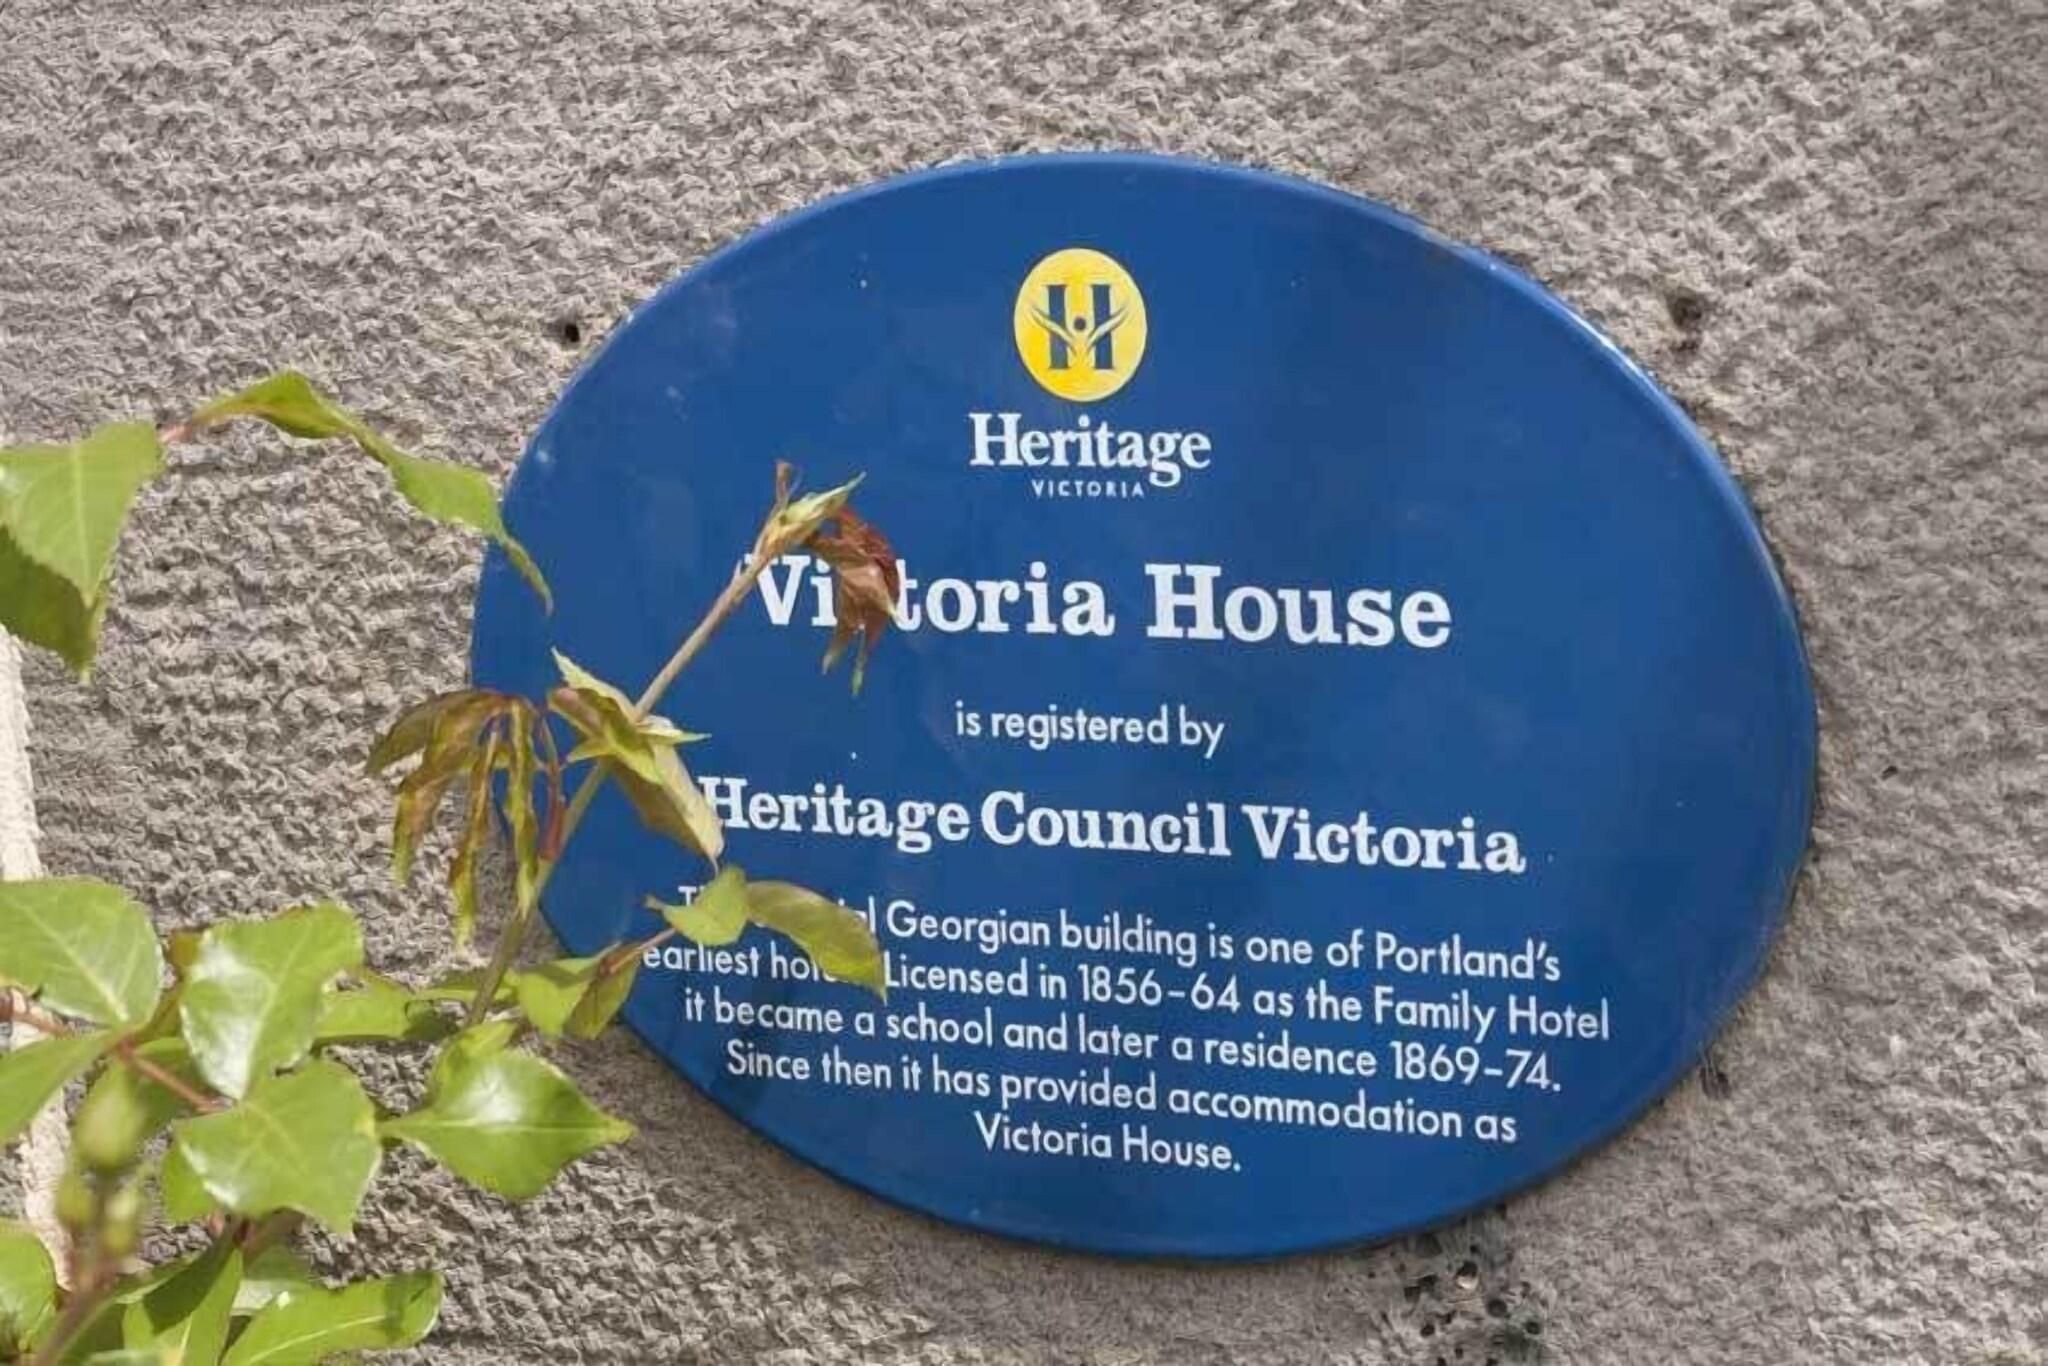 H
Heritage
VICTORIA
Victoria House
is registered by
Heritage Council Victoria
Georgian building is one of Portland's
earliest Licensed in 1856-64 as the Family Hotel
it became a school and later a residence 1869-74.
Since then it has provided accommodation as
Victoria House.